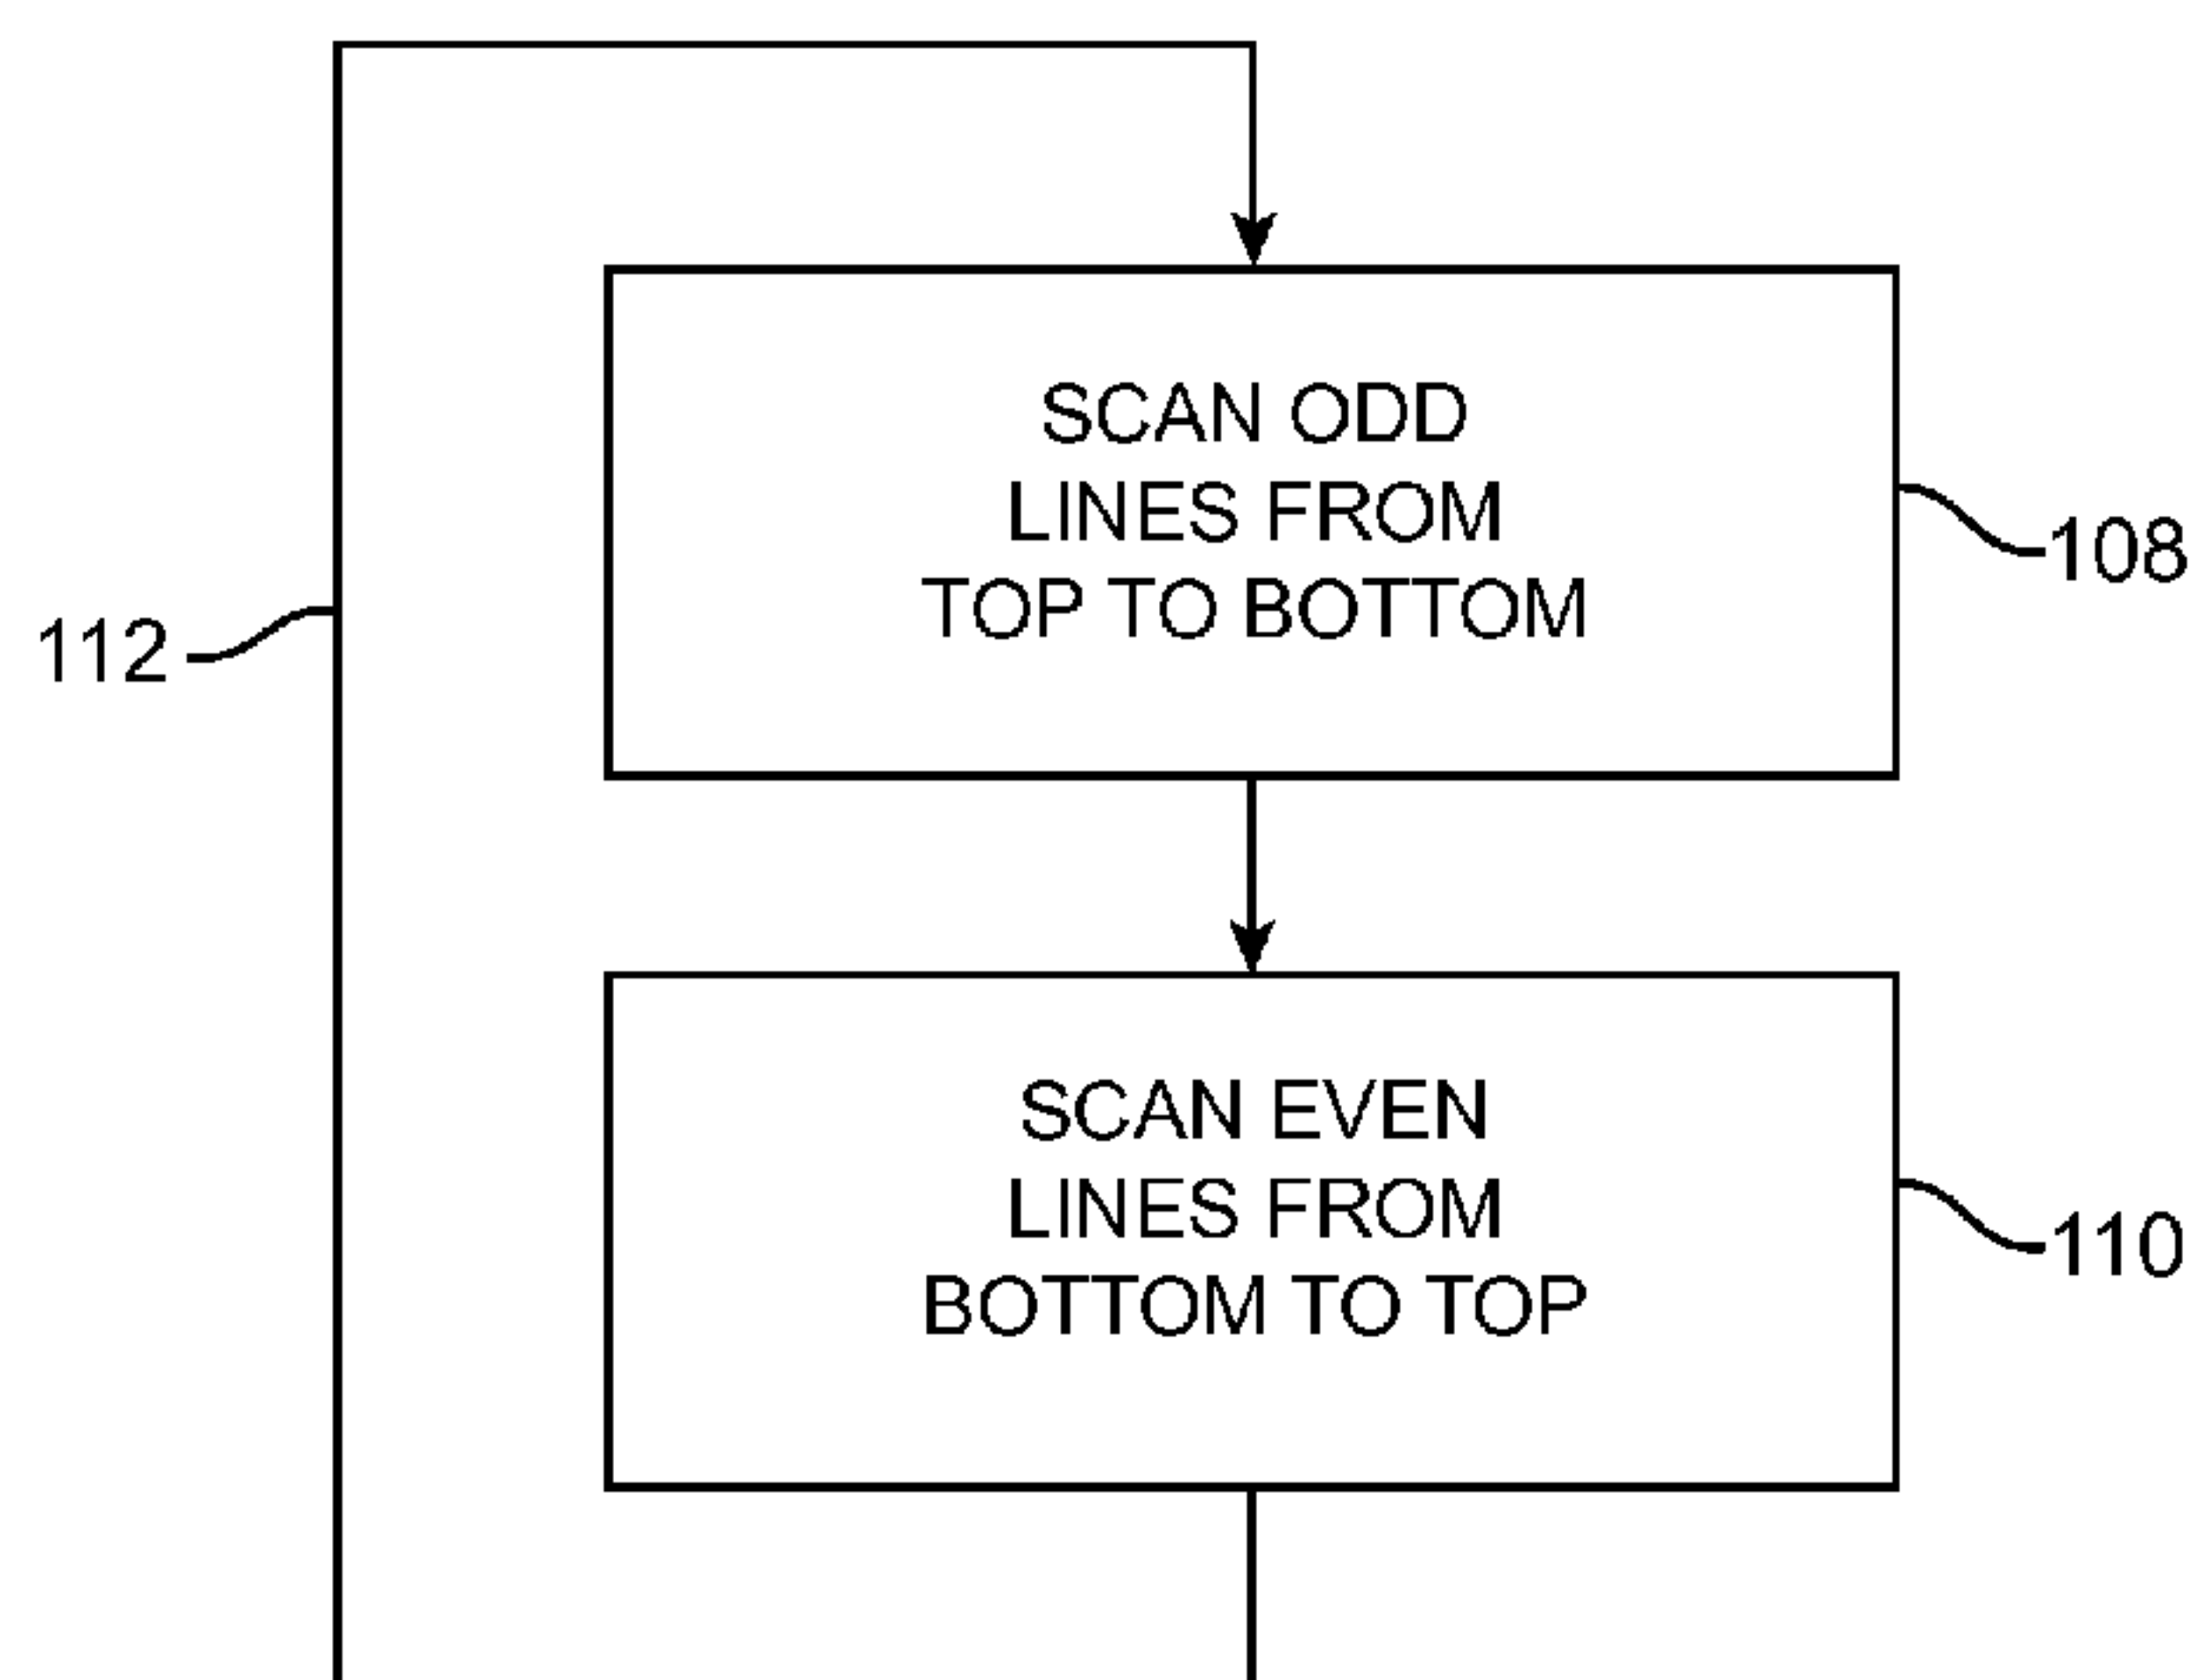 SCAN ODD
LINES FROM
TOP TO BOTTOM
108
112
SCAN EVEN
LINES FROM
BOTTOM TO TOP
110